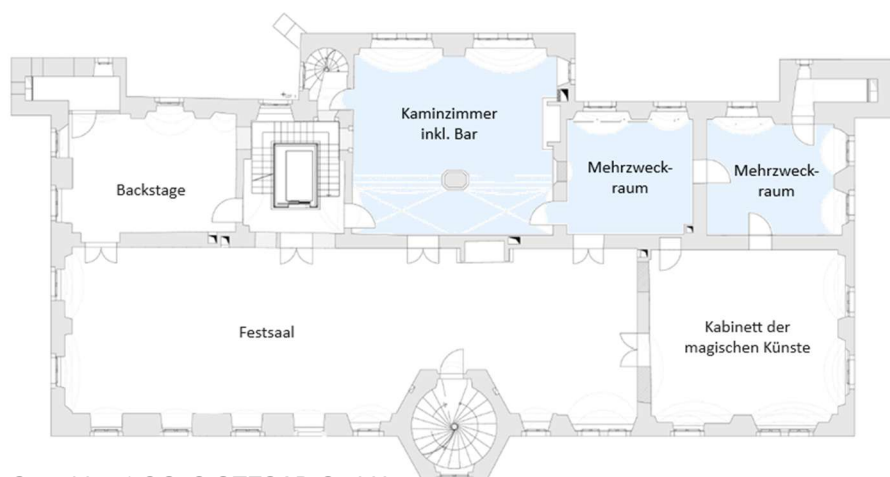 Kaminzimmer
inkl. Bar
Backstage
Mehrzweck-
raum
Mehrzweck-
raum
Festsaal
Kabinett der
magischen Künste